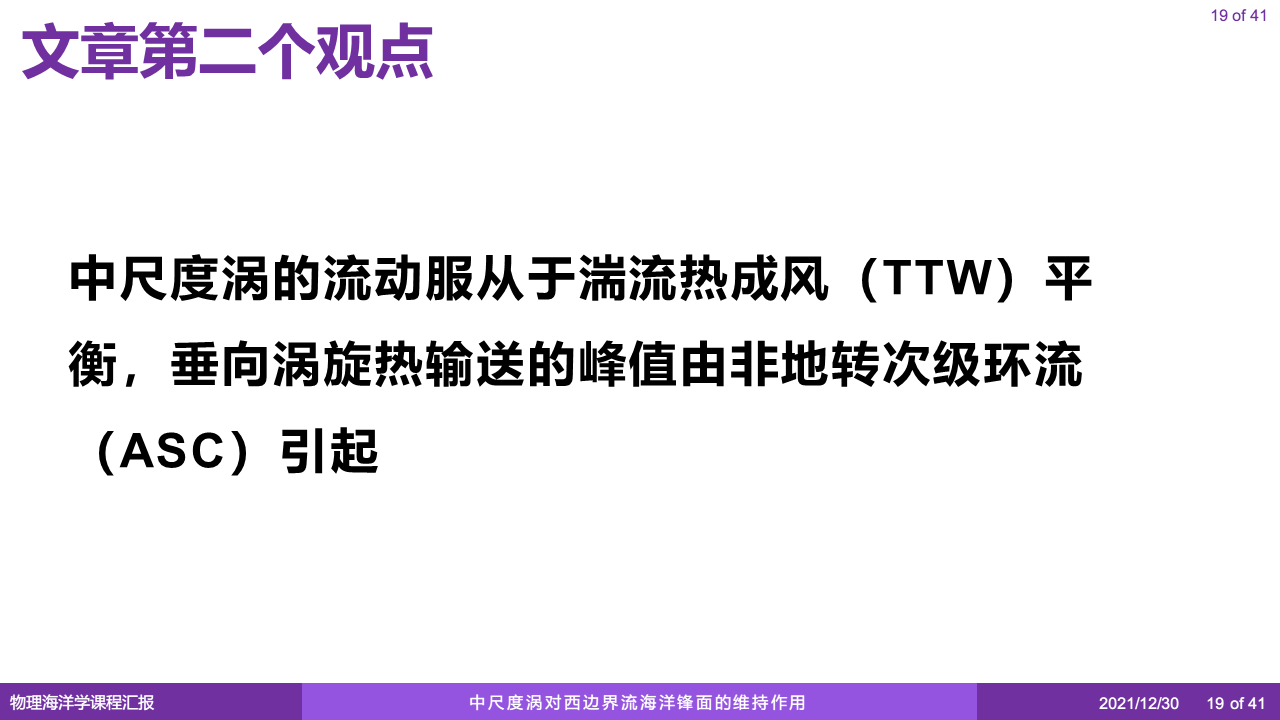 19 of 41
文章第二个观点
中尺度涡的流动服从于湍流热成风（TTW）平
衡，垂向涡旋热输送的峰值由非地转次级环流
（ASC）引起
物理海洋学课程汇报
中尺度涡对西边界流海洋锋面的维持作用
2021/12/30
19 of 41